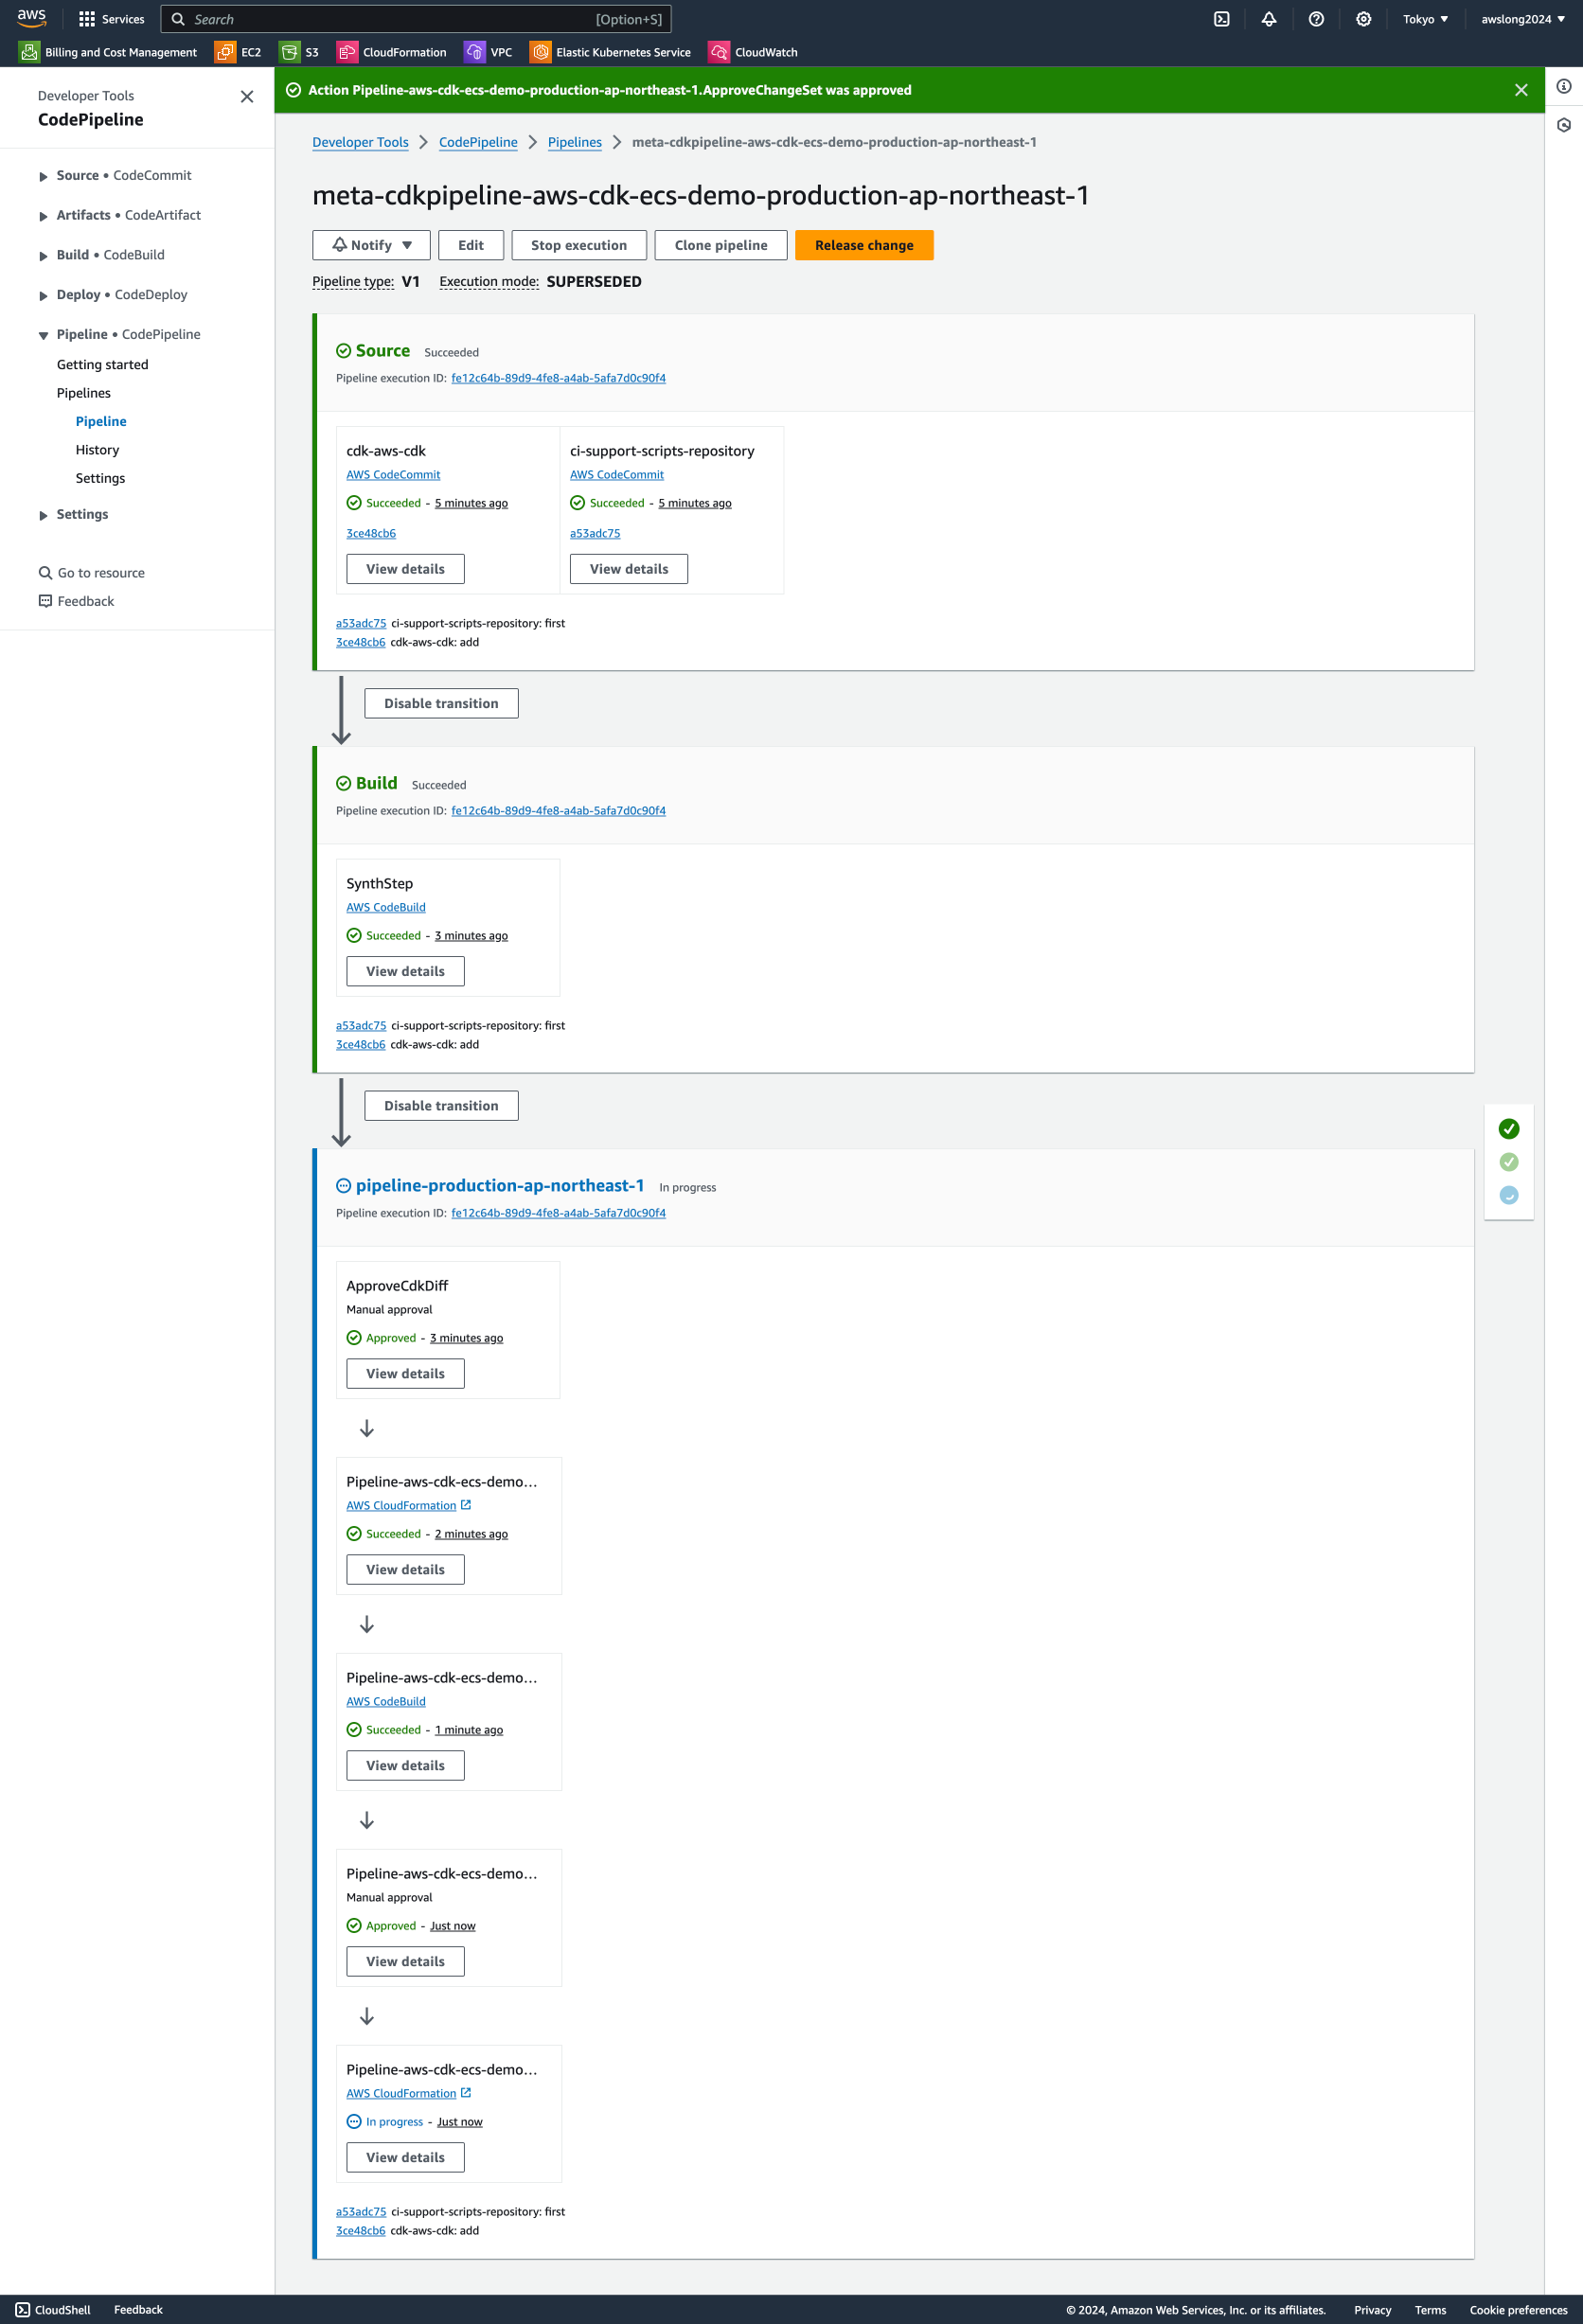 aws
Services
Search
[Option+S]
Tokyo ▼
awslong2024 ▼
Billing and Cost Management
EC2
S3
CloudFormation
VPC
Elastic Kubernetes Service
CloudWatch
Developer Tools
CodePipeline
Source • CodeCommit
Artifacts • CodeArtifact
Build • CodeBuild
Deploy • CodeDeploy
Pipeline • CodePipeline
Getting started
Pipelines
Pipeline
History
Settings
Settings
Go to resource
Feedback
Action Pipeline-aws-cdk-ecs-demo-production-ap-northeast-1.ApproveChangeSet was approved
Developer Tools > CodePipeline > Pipelines > meta-cdkpipeline-aws-cdk-ecs-demo-production-ap-northeast-1
meta-cdkpipeline-aws-cdk-ecs-demo-production-ap-northeast-1
Notify ▼
Edit
Stop execution
Clone pipeline
Release change
Pipeline type: V1 Execution mode: SUPERSEDED
Source Succeeded
Pipeline execution ID: fe12c64b-89d9-4fe8-a4ab-5afa7d0c90f4
cdk-aws-cdk
AWS CodeCommit
Succeeded - 5 minutes ago
3ce48cb6
View details
ci-support-scripts-repository
AWS CodeCommit
Succeeded - 5 minutes ago
a53adc75
View details
a53adc75 ci-support-scripts-repository: first
3ce48cb6 cdk-aws-cdk: add
Disable transition
Build Succeeded
Pipeline execution ID: fe12c64b-89d9-4fe8-a4ab-5afa7d0c90f4
SynthStep
AWS CodeBuild
Succeeded - 3 minutes ago
View details
a53adc75 ci-support-scripts-repository: first
3ce48cb6 cdk-aws-cdk: add
Disable transition
pipeline-production-ap-northeast-1 In progress
Pipeline execution ID: fe12c64b-89d9-4fe8-a4ab-5afa7d0c90f4
ApproveCdkDiff
Manual approval
Approved - 3 minutes ago
View details
Pipeline-aws-cdk-ecs-demo...
AWS CloudFormation
Succeeded - 2 minutes ago
View details
Pipeline-aws-cdk-ecs-demo...
AWS CodeBuild
Succeeded - 1 minute ago
View details
Pipeline-aws-cdk-ecs-demo...
Manual approval
Approved - Just now
View details
Pipeline-aws-cdk-ecs-demo...
AWS CloudFormation
In progress - Just now
View details
a53adc75 ci-support-scripts-repository: first
3ce48cb6 cdk-aws-cdk: add
CloudShell
Feedback
© 2024, Amazon Web Services, Inc. or its affiliates.
Privacy
Terms
Cookie preferences